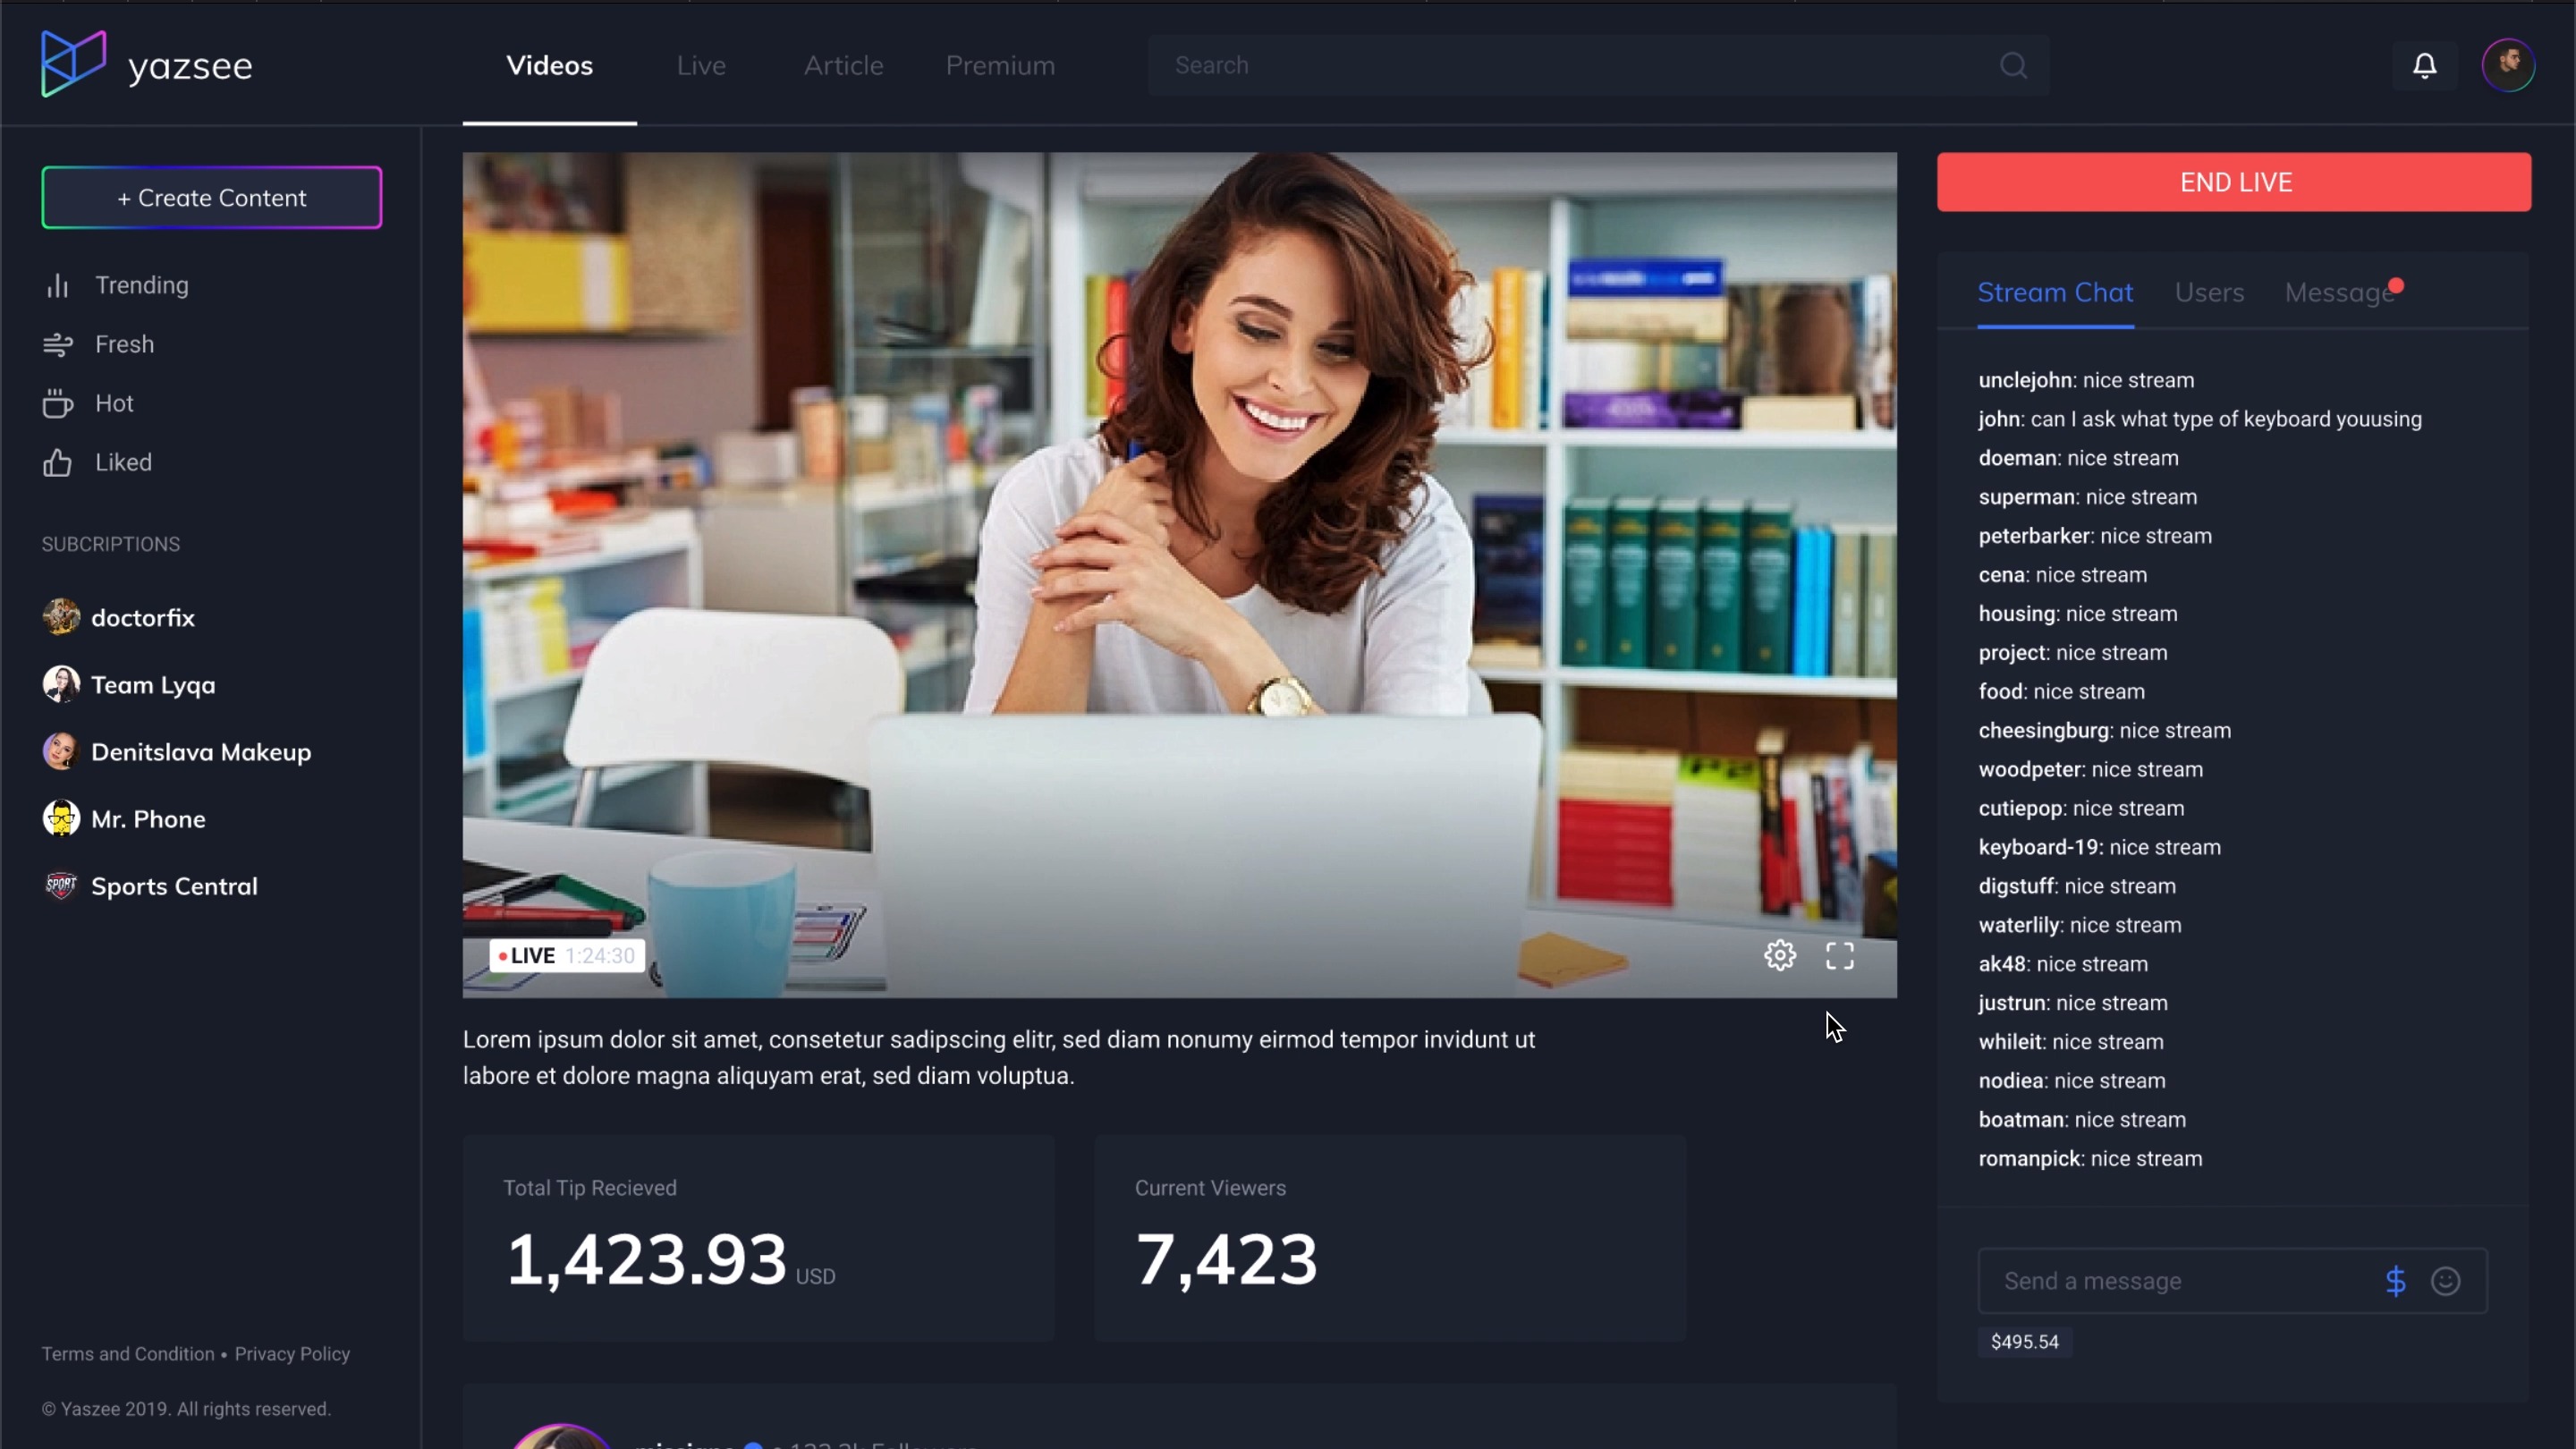 yazsee
Videos
Live
Article
Premium
Search
+ Create Content
Trending
Fresh
Hot
Liked
SUBCRIPTIONS
doctorfix
Team Lyqa
Denitslava Makeup
Mr. Phone
SPORT
Sports Central
Terms and Condition • Privacy Policy
© Yaszee 2019. All rights reserved.
LIVE 1:24:30
Lorem ipsum dolor sit amet, consetetur sadipscing elitr, sed diam nonumy eirmod tempor invidunt ut
labore et dolore magna aliquyam erat, sed diam voluptua.
Total Tip Recieved
1,423.93 USD
Current Viewers
7,423
END LIVE
Stream Chat
Users
Message
unclejohn: nice stream
john: can I ask what type of keyboard youusing
doeman: nice stream
superman: nice stream
peterbarker: nice stream
cena: nice stream
housing: nice stream
project: nice stream
food: nice stream
cheesingburg: nice stream
woodpeter: nice stream
cutiepop: nice stream
keyboard-19: nice stream
digstuff: nice stream
waterlily: nice stream
ak48: nice stream
justrun: nice stream
whileit: nice stream
nodiea: nice stream
boatman: nice stream
romanpick: nice stream
Send a message
$
$495.54